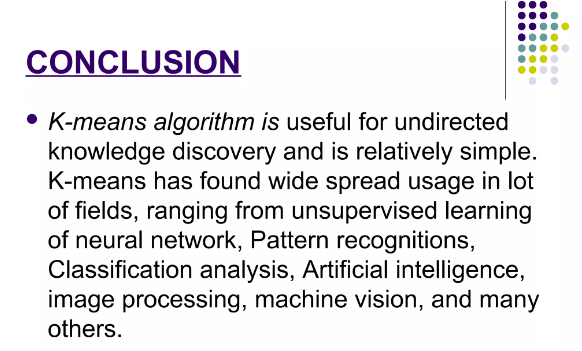 CONCLUSION
K-means algorithm is useful for undirected
knowledge discovery and is relatively simple.
K-means has found wide spread usage in lot
of fields, ranging from unsupervised learning
of neural network, Pattern recognitions,
Classification analysis, Artificial intelligence,
image processing, machine vision, and many
others.